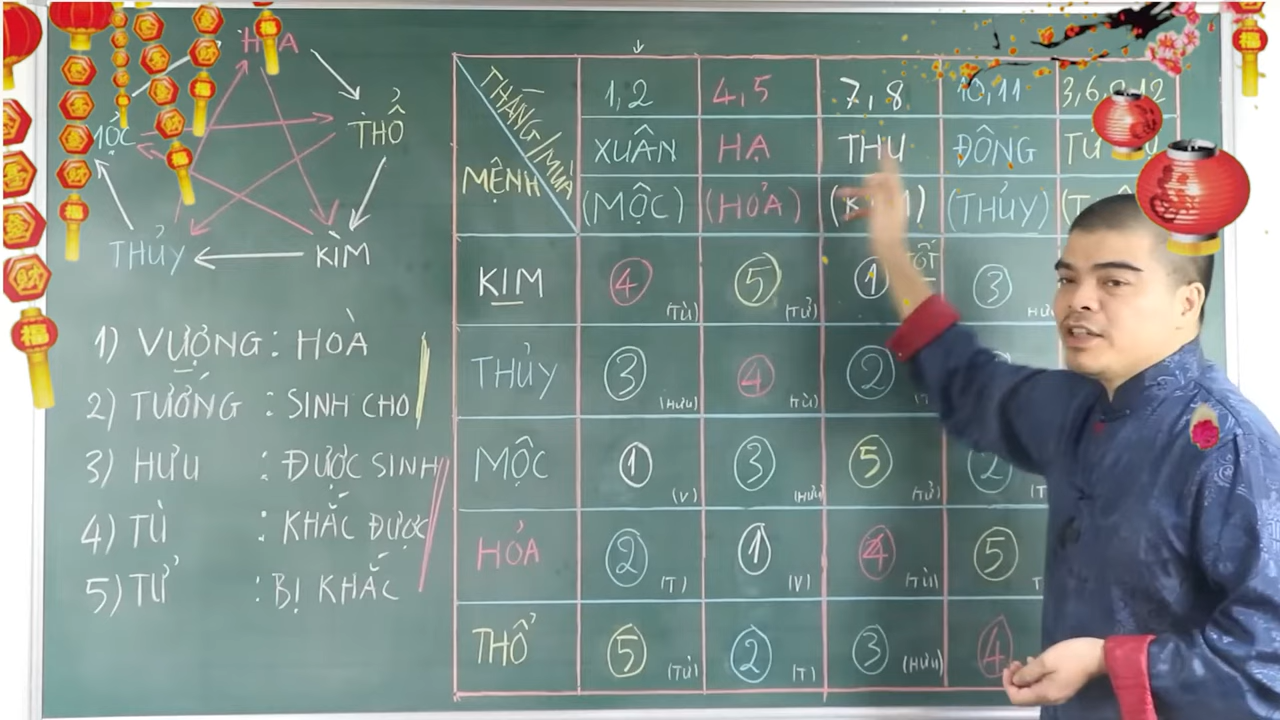 THỔ
MỘC
THỦY
KIM
1) VƯỢNG : HOÀ
2) TƯỚNG : SINH CHO
3) HƯU : ĐƯỢC SINH
4) TÙ : KHẮC ĐƯỢC
5) TỬ : BỊ KHẮC
THÁNG/MÙA
MỆNH
1,2 4,5 7,8 10,11
XUÂN HẠ THU ĐÔNG
(MỘC) (HỎA) (THỦY)
KIM 4 (TÙ) 5 (TỬ) 1 3
THỦY 3 (HƯU) 4 (TÙ) 2
MỘC 1 (V) 3 (HƯU) 5 (TỬ) 2
HỎA 2 (T) 1 (V) 4 (TÙ) 5
THỔ 5 (TỬ) 2 (T) 3 (HƯU) 4
福
财